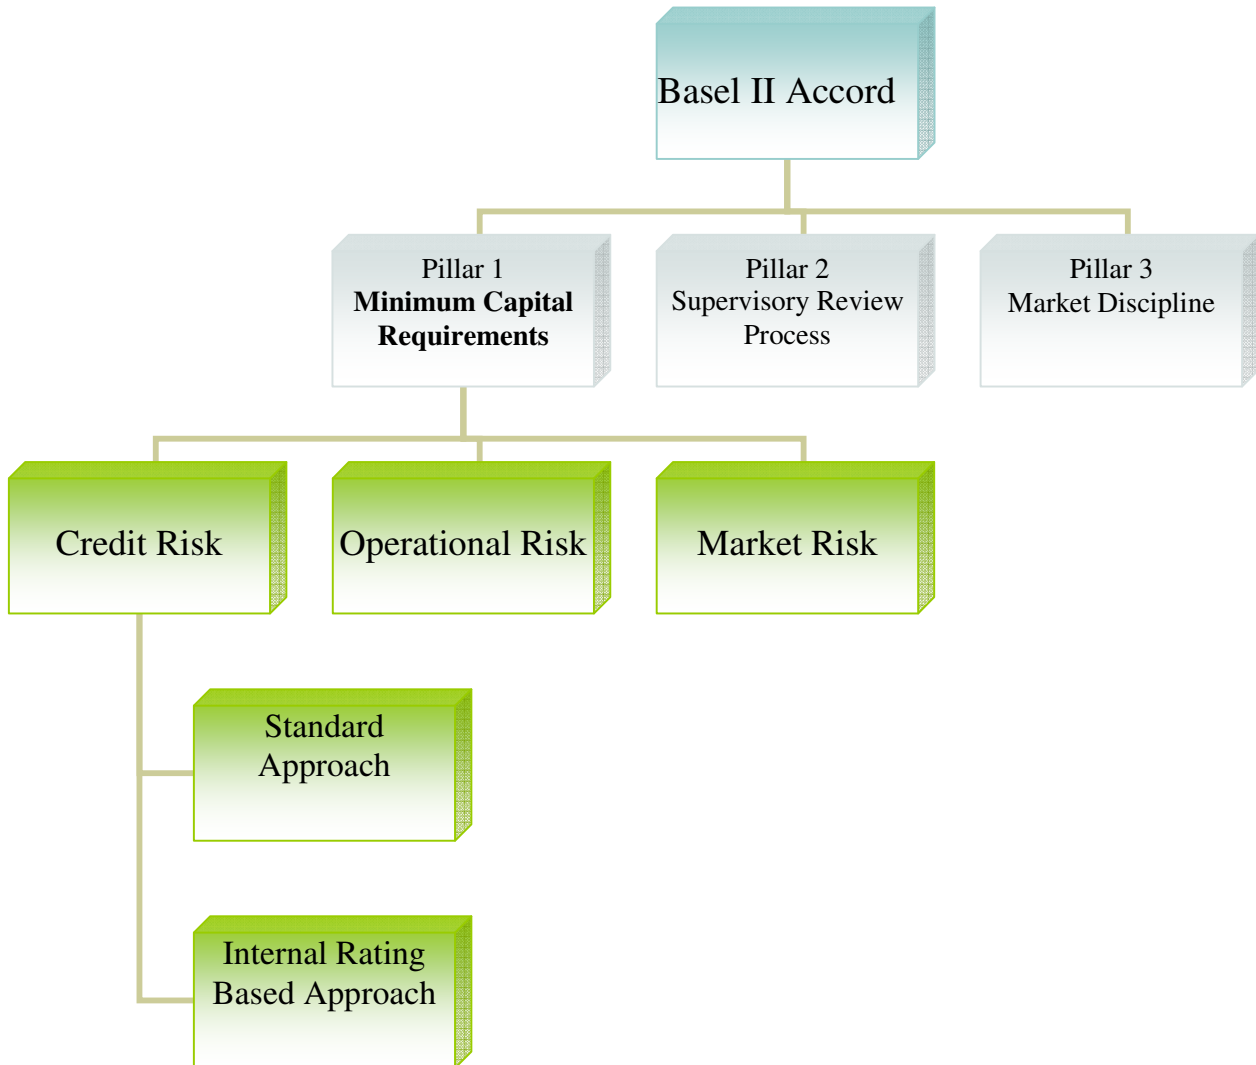 Basel II Accord
Pillar 1
Minimum Capital
Requirements
Pillar 2
Supervisory Review
Process
Pillar 3
Market Discipline
Credit Risk
Operational Risk
Market Risk
Standard
Approach
Internal Rating
Based Approach